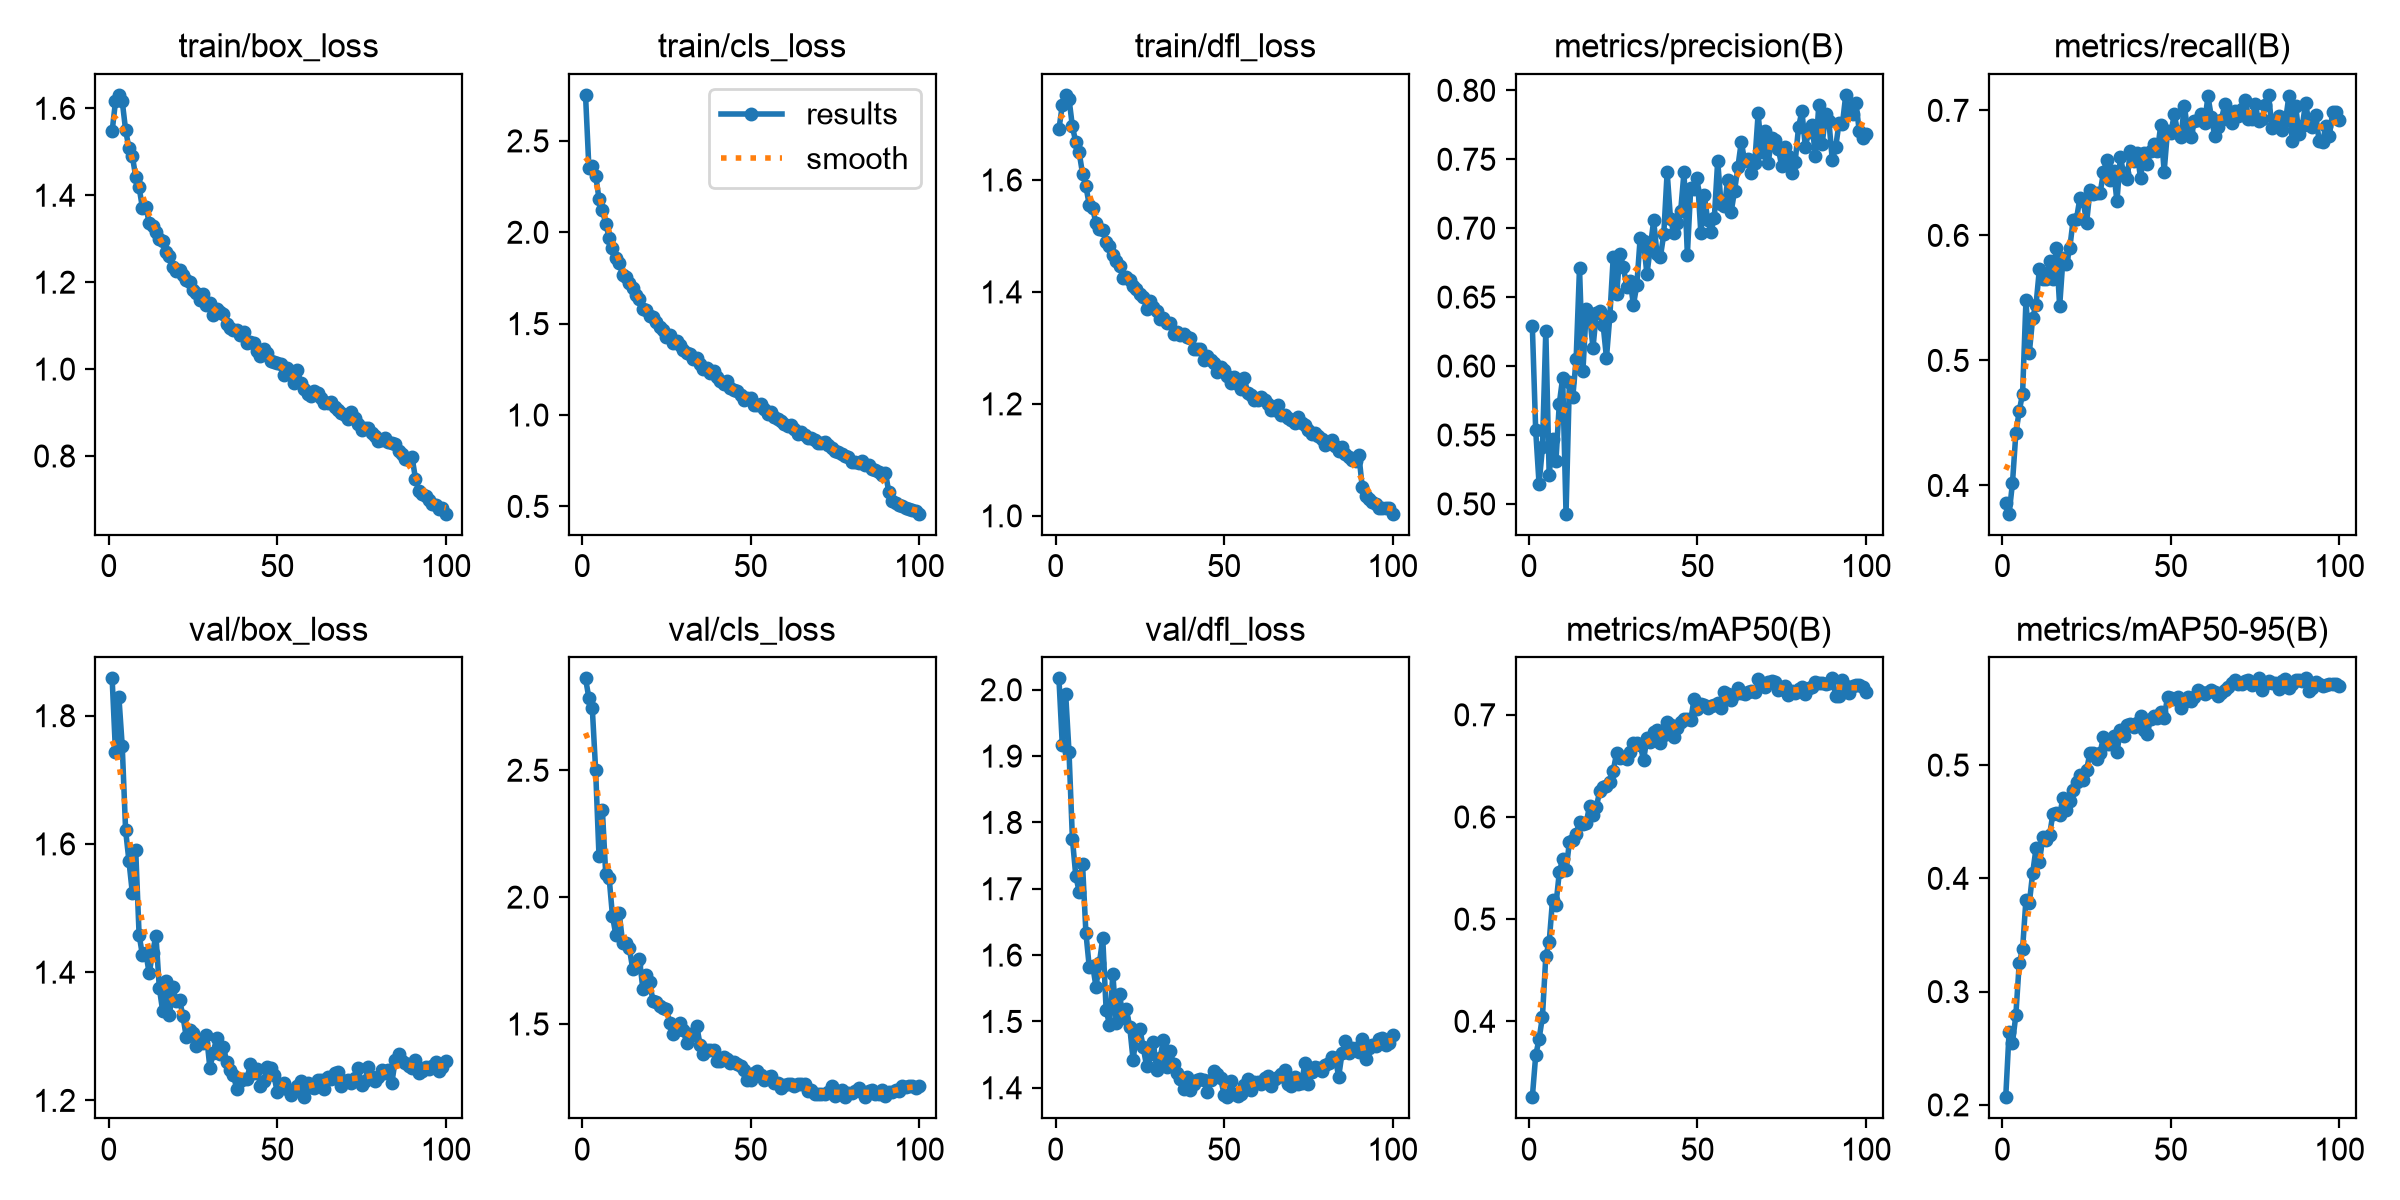 train/box_loss
1.6
1.4
1.2
1.0
0.8
0 50 100
train/cls_loss
results
smooth
2.5
2.0
1.5
1.0
0.5
0 50 100
train/dfl_loss
1.6
1.4
1.2
1.0
0 50 100
metrics/precision(B)
0.80
0.75
0.70
0.65
0.60
0.55
0.50
0 50 100
metrics/recall(B)
0.7
0.6
0.5
0.4
0 50 100
val/box_loss
1.8
1.6
1.4
1.2
0 50 100
val/cls_loss
2.5
2.0
1.5
0 50 100
val/dfl_loss
2.0
1.9
1.8
1.7
1.6
1.5
1.4
0 50 100
metrics/mAP50(B)
0.7
0.6
0.5
0.4
0 50 100
metrics/mAP50-95(B)
0.5
0.4
0.3
0.2
0 50 100